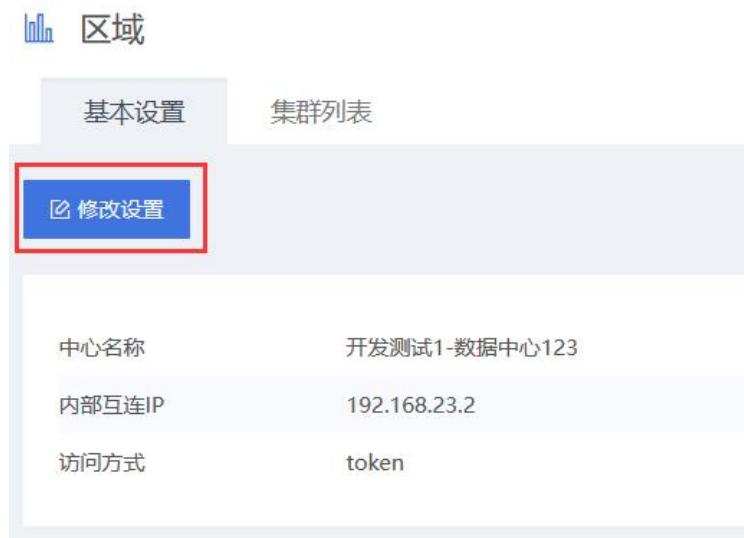 区域
基本设置 集群列表
修改设置
中心名称 开发测试1-数据中心123
内部互连IP 192.168.23.2
访问方式 token